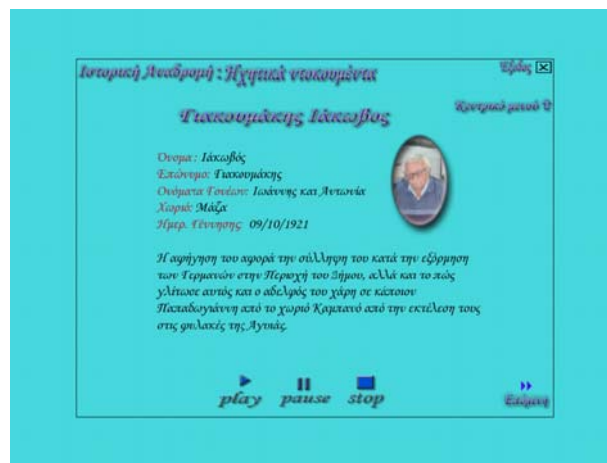 Ιστορική Αναδρομή : Ηχητικά ντοκουμέντα
Έξοδος
Κεντρικό μενού
Γιακουμάκης Ιάκωβος
Όνομα : Ιάκωβός
Επώνυμο: Γιακουμάκης
Ονόματα Γονέων: Ιωάννης και Αντωνία
Χωριό: Μάζα
Ημερ. Γέννησης: 09/10/1921
Η αφήγηση του αφορά την σύλληψη του κατά την εξόρμηση
των Γερμανών στην Περιοχή του Δήμου, αλλά και το πώς
γλίτωσε αυτός και ο αδελφός του χάρη σε κάποιον
Παπαδωγιάννη από το χωριό Καμπανό από την εκτέλεση τους
στις φυλακές της Αγυιάς.
play pause stop
Επόμενη